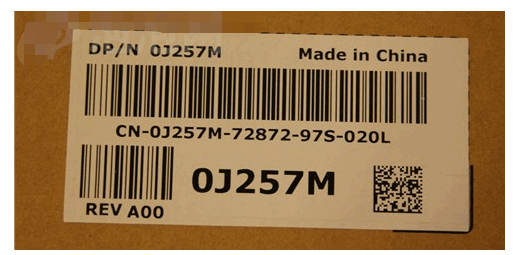 DP/N 0J257M Made in China
CN-0J257M-72872-97S-020L
0J257M
REV A00